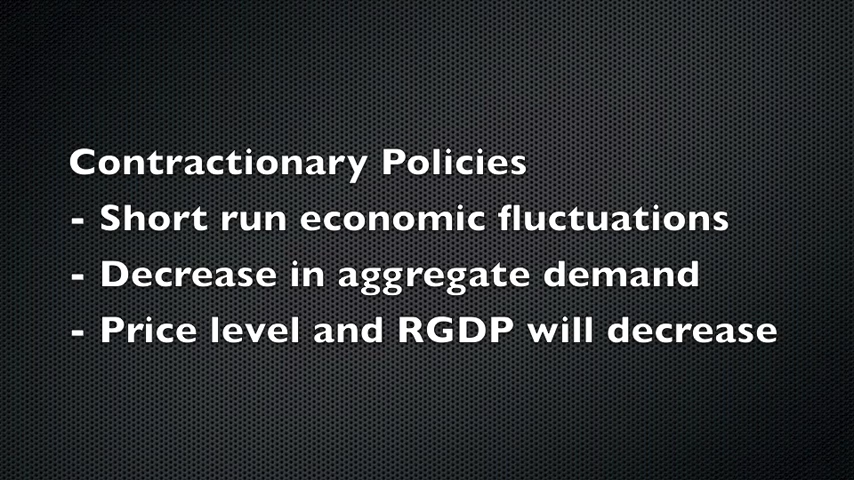 Contractionary Policies
- Short run economic fluctuations
- Decrease in aggregate demand
- Price level and RGDP will decrease